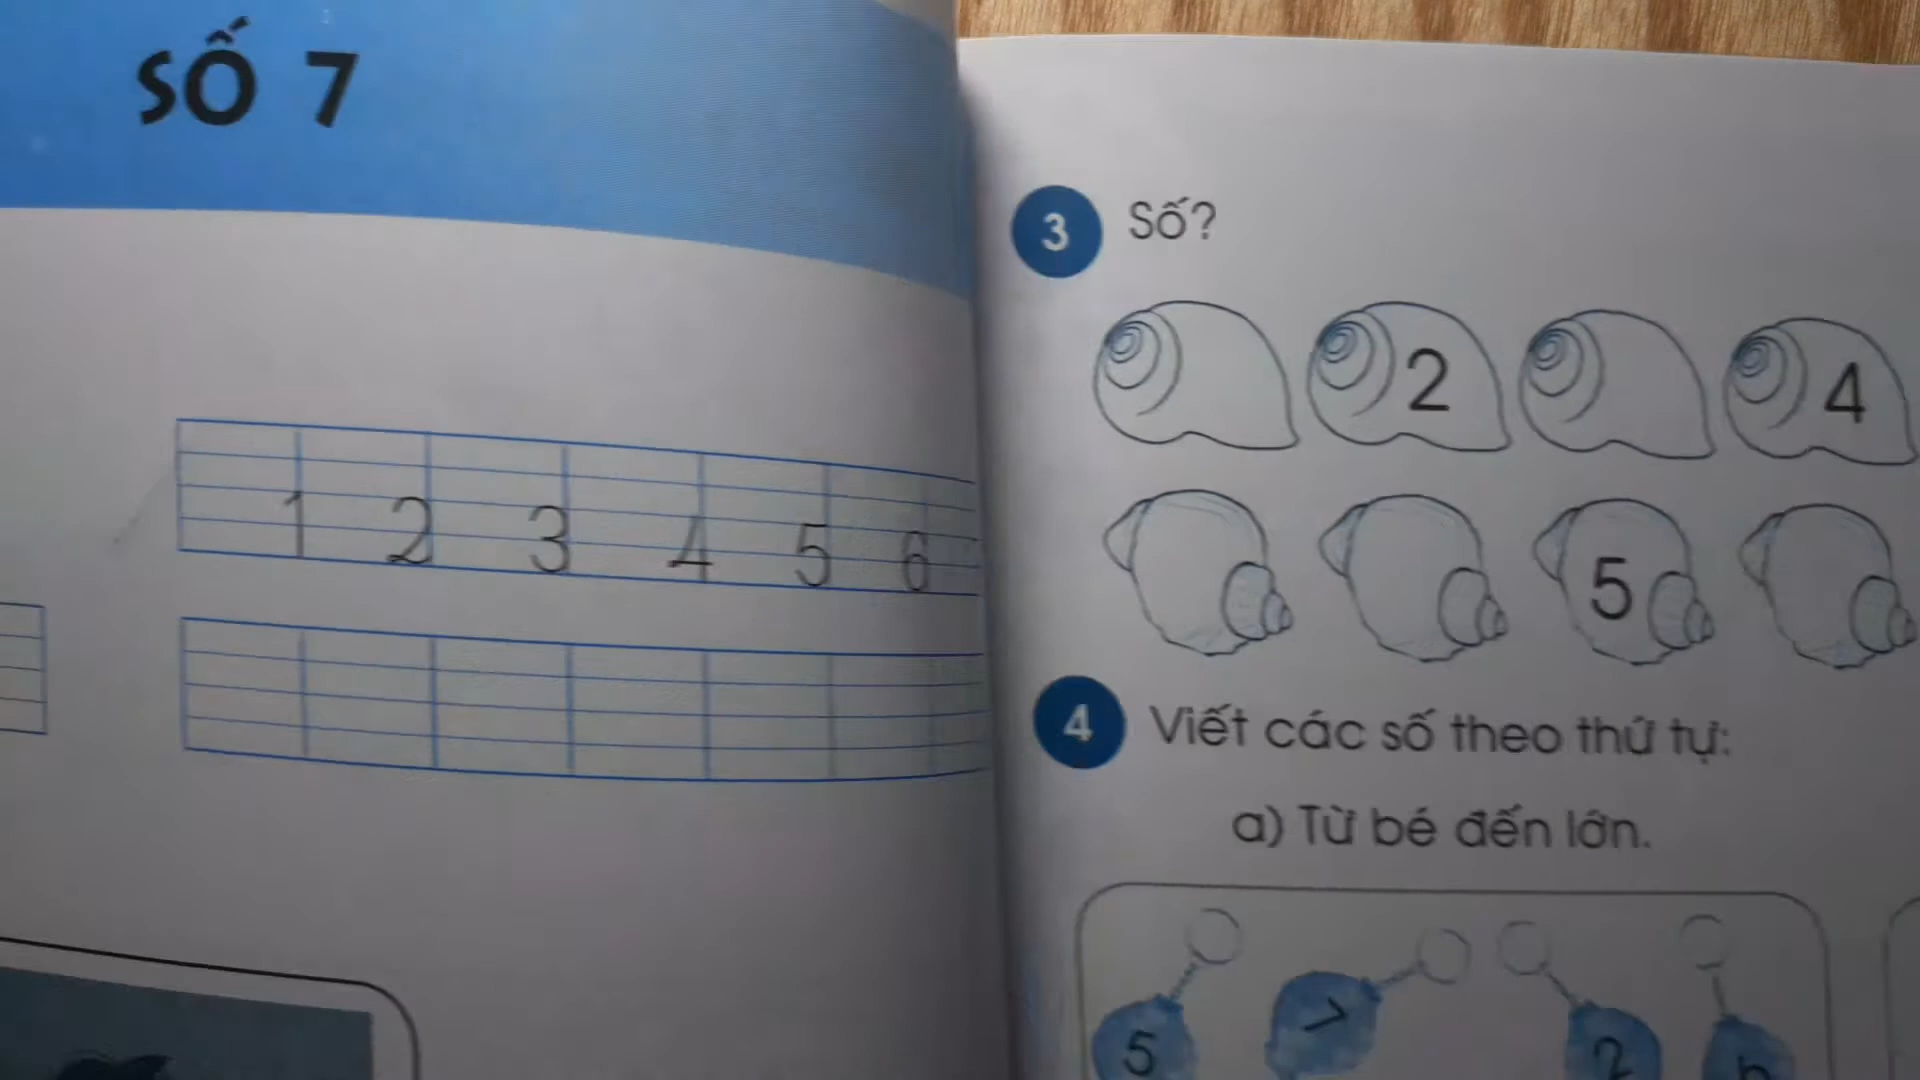 SỐ 7
1 2 3 4 5 6
3 Số?
2 4
5
4 Viết các số theo thứ tự:
a) Từ bé đến lớn.
5 7 2